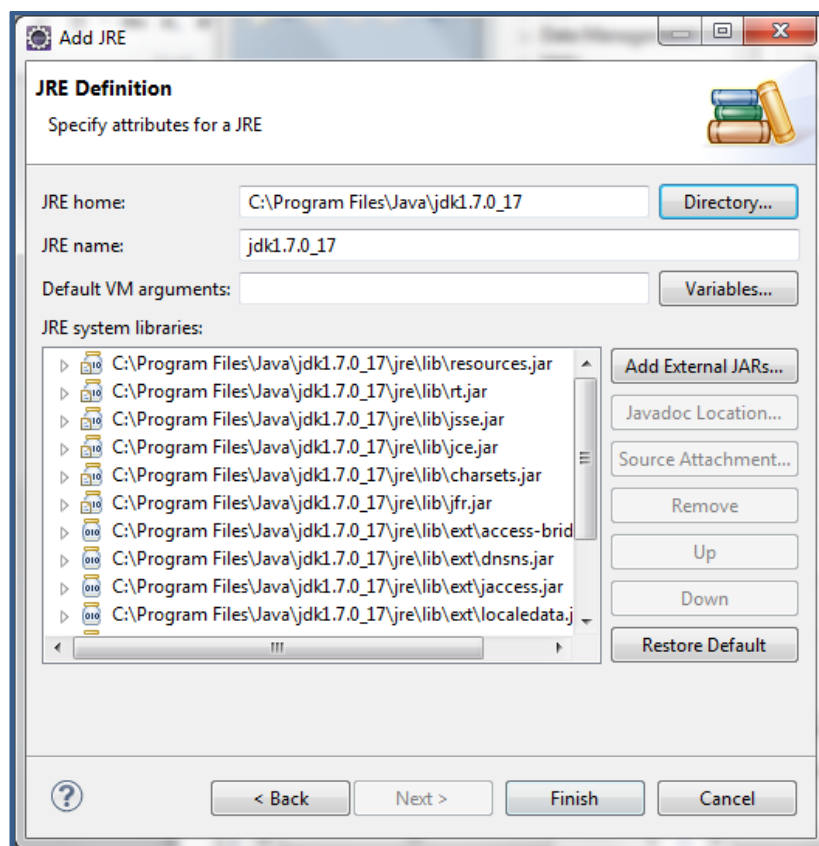 Add JRE
JRE Definition
Specify attributes for a JRE
JRE home: C:\Program Files\Java\jdk1.7.0_17 Directory...
JRE name: jdk1.7.0_17
Default VM arguments: Variables...
JRE system libraries:
C:\Program Files\Java\jdk1.7.0_17\jre\lib\resources.jar
C:\Program Files\Java\jdk1.7.0_17\jre\lib\rt.jar
C:\Program Files\Java\jdk1.7.0_17\jre\lib\jsse.jar
C:\Program Files\Java\jdk1.7.0_17\jre\lib\jce.jar
C:\Program Files\Java\jdk1.7.0_17\jre\lib\charsets.jar
C:\Program Files\Java\jdk1.7.0_17\jre\lib\jfr.jar
C:\Program Files\Java\jdk1.7.0_17\jre\lib\ext\access-brid
C:\Program Files\Java\jdk1.7.0_17\jre\lib\ext\dnsns.jar
C:\Program Files\Java\jdk1.7.0_17\jre\lib\ext\jaccess.jar
C:\Program Files\Java\jdk1.7.0_17\jre\lib\ext\localedata.j
Add External JARs...
Javadoc Location...
Source Attachment...
Remove
Up
Down
Restore Default
< Back Next > Finish Cancel